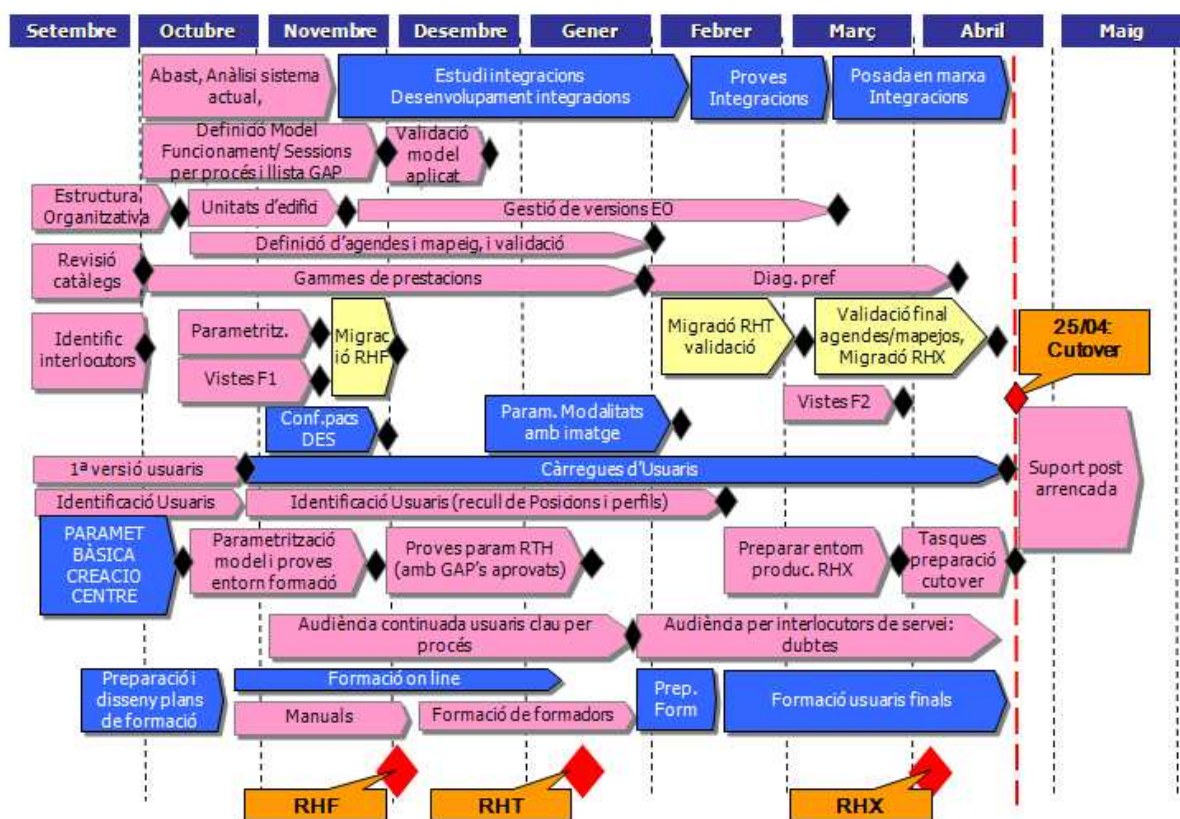 Setembre
Octubre
Novembre
Desembre
Gener
Febrer
Març
Abril
Maig
Abast, Anàlisi sistema
actual,
Estudi integracions
Desenvolupament integracions
Proves
Integracions
Posada en marxa
Integracions
Definició Model
Funcionament/ Sessions
per procés i llista GAP
Validació
model
aplicat
Estructura
Organitzativa
Unitats d'edifici
Gestió de versions EO
Definició d'agendes i mapeig, i validació
Revisió
catàlegs
Gammes de prestacions
Diag. pref
Identific
interlocutors
Parametritz.
Migrac
ió RHF
Migració RHT
validació
Validació final
agendes/mapejos,
Migració RHX
25/04:
Cutover
Vistes F1
Vistes F2
Conf.pacs
DES
Param. Modalitats
amb imatge
1ª versió usuaris
Càrregues d'Usuaris
Suport post
arrencada
Identificació Usuaris
Identificació Usuaris (recull de Posicions i perfils)
PARAMET
BÀSICA
CREACIO
CENTRE
Parametrització
model i proves
entorn formació
Proves param RTH
(amb GAP's aprovats)
Preparar entorn
produc. RHX
Tasques
preparació
cutover
Audiència continuada usuaris clau per
procés
Audiència per interlocutors de servei:
dubtes
Preparació i
disseny plans
de formació
Formació on line
Manuals
Formació de formadors
Prep.
Form
Formació usuaris finals
RHF
RHT
RHX